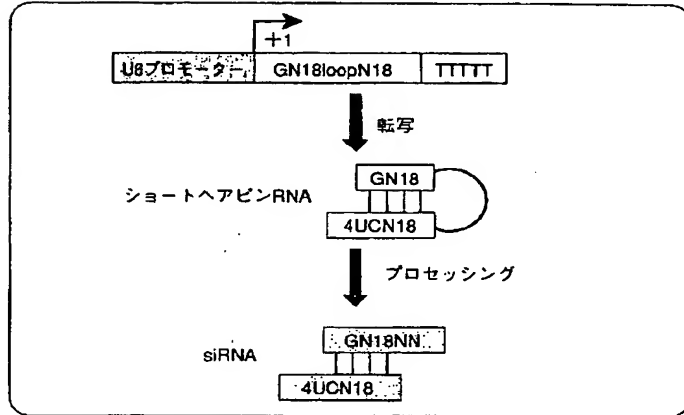 +1
U6プロモーター GN18loopN18 TTTTT
転写
GN18
ショートヘアピンRNA
4UCN18
プロセッシング
GN18NN
siRNA
4UCN18